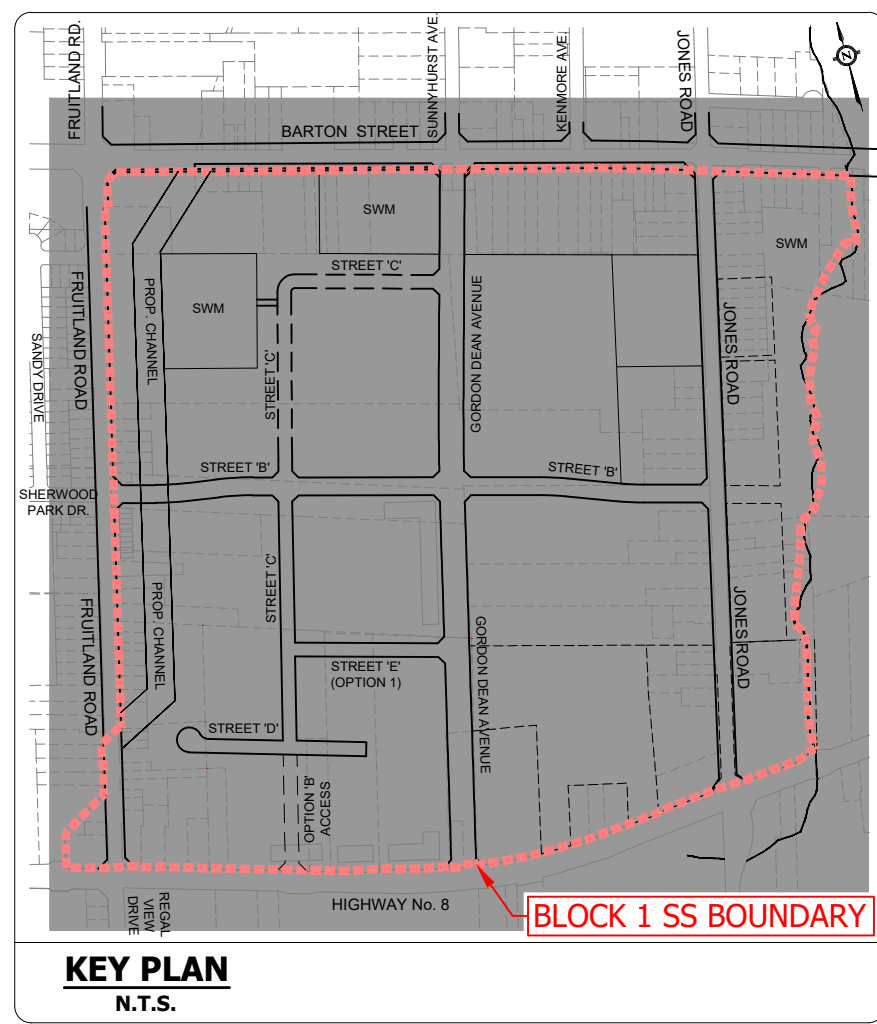 FRUITLAND RD.
SUNNYHURST AVE.
KENMORE AVE.
JONES ROAD
Z
BARTON STREET
SWM
SWM
STREET 'C'
SWM
FRUITLAND ROAD
SANDY DRIVE
PROP. CHANNEL
STREET 'C'
GORDON DEAN AVENUE
JONES ROAD
STREET 'B'
STREET 'B'
SHERWOOD
PARK DR.
FRUITLAND ROAD
PROP. CHANNEL
STREET 'C'
GORDON DEAN AVENUE
JONES ROAD
STREET 'E'
(OPTION 1)
STREET 'D'
OPTION 'B'
ACCESS
REGAL
VIEW
DRIVE
HIGHWAY No. 8
BLOCK 1 SS BOUNDARY
KEY PLAN
N.T.S.